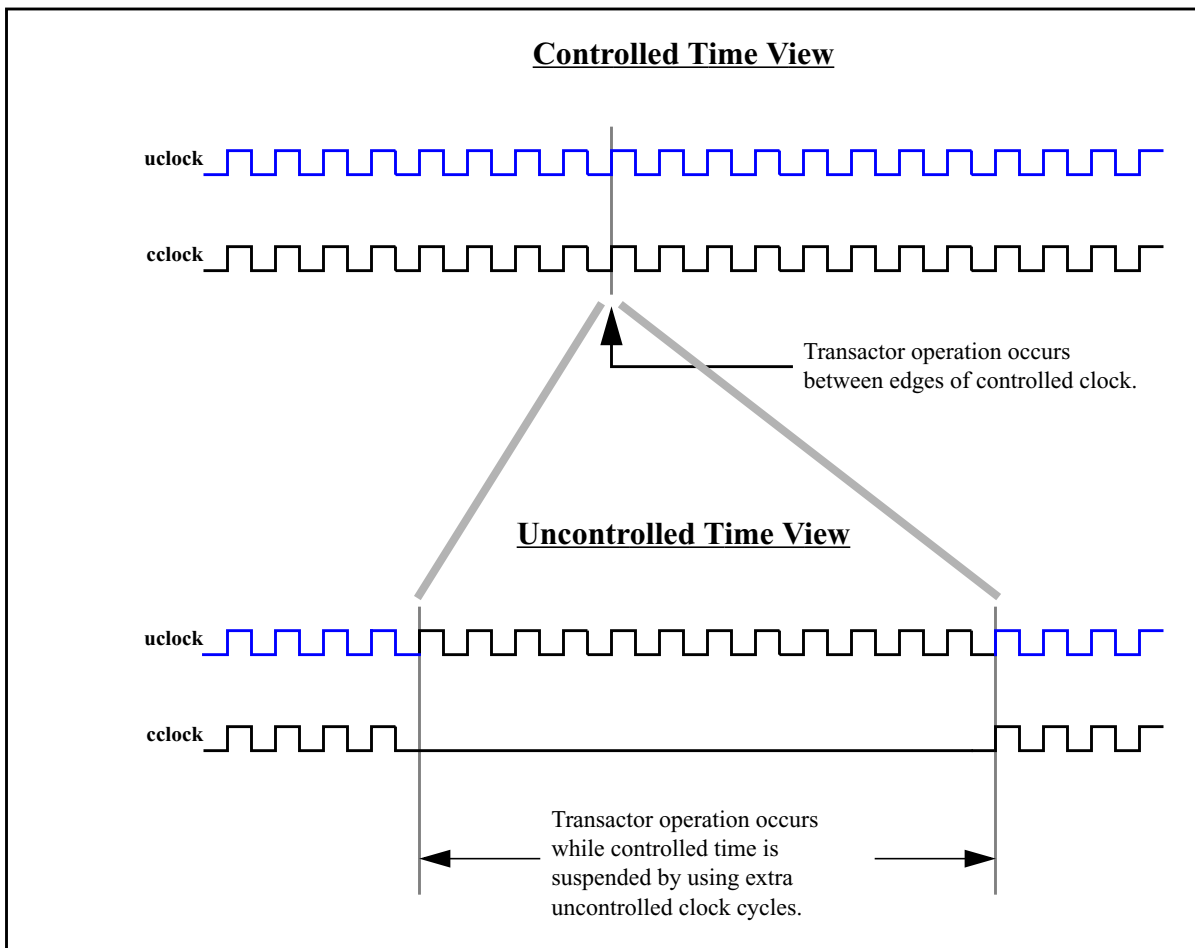 Controlled Time View
uclock
cclock
Transactor operation occurs
between edges of controlled clock.
Uncontrolled Time View
uclock
cclock
Transactor operation occurs
while controlled time is
suspended by using extra
uncontrolled clock cycles.